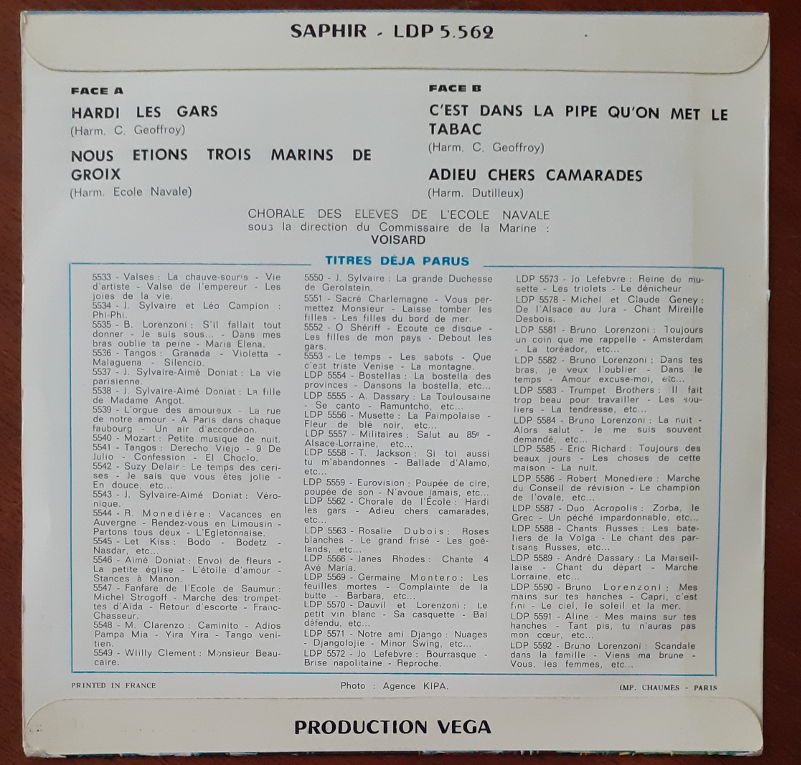 SAPHIR - LDP 5.562
FACE A
HARDI LES GARS
(Harm. C. Geoffroy)
NOUS ETIONS TROIS MARINS DE
GROIX
(Harm. Ecole Navale)
FACE B
C'EST DANS LA PIPE QU'ON MET LE
TABAC
(Harm. C. Geoffroy)
ADIEU CHERS CAMARADES
(Harm. Dutilleux)
CHORALE DES ELEVES DE L'ECOLE NAVALE
sous la direction du Commissaire de la Marine :
VOISARD
TITRES DÉJA PARUS
5533 - Valses : La chauve-souris - Vie
d'artiste - Valse de l'empereur - Les
joies de la vie.
5534 - J. Sylvaire et Léo Campion :
Phi-Phi.
5535 - B. Lorenzoni : S'il fallait tout
donner - Je suis sous... - Dans mes
bras oublie ta peine - Maria Elena.
5536 - Tangos : Granada - Violetta -
Malaguena - Silencio.
5537 - J. Sylvaire-Aimé Doniat : La vie
parisienne.
5538 - J. Sylvaire-Aimé Doniat : La fille
de Madame Angot.
5539 - L'orgue des amoureux - La rue
de notre amour - A Paris dans chaque
faubourg - Un air d'accordéon.
5540 - Mozart : Petite musique de nuit.
5541 - Tangos : Derecho Viejo - 9 De
Julio - Confession - El Choclo.
5542 - Suzy Delair : Le temps des ceri-
ses - Je sais que vous êtes jolie -
En douce, etc...
5543 - J. Sylvaire-Aimé Doniat : Véro-
nique.
5544 - R. Monedière : Vacances en
Auvergne - Rendez-vous en Limousin -
Partons tous deux - L'Egletonnaise.
5545 - Let Kiss : Bodo - Bodetz -
Nasdar, etc...
5546 - Aimé Doniat : Envol de fleurs -
La petite église - L'étoile d'amour -
Stances à Manon.
5547 - Fanfare de l'Ecole de Saumur :
Michel Strogoff - Marche des trompet-
tes d'Aïda - Retour d'escorte - Franc-
Chasseur.
5548 - M. Clarenzo : Caminito - Adios
Pampa Mia - Yira Yira - Tango veni-
tien.
5549 - Wlilly Clement : Monsieur Beau-
caire.
5550 - J. Sylvaire : La grande Duchesse
de Gerolstein.
5551 - Sacré Charlemagne - Vous per-
mettez Monsieur - Laisse tomber les
filles - Les filles du bord de mer.
5552 - O Shériff - Ecoute ce disque -
Les filles de mon pays - Debout les
gars.
5553 - Le temps - Les sabots - Que
c'est triste Venise - La montagne.
LDP 5554 - Bostellas : La bostella des
provinces - Dansons la bostella, etc...
LDP 5555 - A. Dassary : La Toulousaine
- Se canto - Ramuntcho, etc...
LDP 5556 - Musette : La Paimpolaise -
Fleur de blé noir, etc...
LDP 5557 - Militaires : Salut au 85e -
Alsace-Lorraine, etc...
LDP 5558 - T. Jackson : Si toi aussi
tu m'abandonnes - Ballade d'Alamo,
etc...
LDP 5559 - Eurovision : Poupée de cire,
poupée de son - N'avoue jamais, etc...
LDP 5562 - Chorale de l'Ecole : Hardi
les gars - Adieu chers camarades,
etc...
LDP 5563 - Rosalie Dubois : Roses
blanches - Le grand frisé - Les goë-
lands, etc...
LDP 5566 - Janes Rhodes : Chante 4
Avé Maria.
LDP 5569 - Germaine Montero : Les
feuilles mortes - Complainte de la
butte - Barbara, etc...
LDP 5570 - Dauvil et Lorenzoni : Le
petit vin blanc - Sa casquette - Bal
défendu, etc...
LDP 5571 - Notre ami Django : Nuages
- Djangolojie - Minor Swing, etc...
LDP 5572 - Jo Lefebvre : Bourrasque -
Brise napolitaine - Reproche.
LDP 5573 - Jo Lefebvre : Reine de mu-
sette - Les triolets - Le dénicheur
LDP 5578 - Michel et Claude Geney :
De l'Alsace au Jura - Chant Mireille
Desbois.
LDP 5581 - Bruno Lorenzoni : Toujours
un coin que me rappelle - Amsterdam
- La toréador, etc...
LDP 5582 - Bruno Lorenzoni : Dans tes
bras, je veux l'oublier - Dans le
temps - Amour excuse-moi, etc...
LDP 5583 - Trumpet Brothers : Il fait
trop beau pour travailler - Les sou-
liers - La tendresse, etc...
LDP 5584 - Bruno Lorenzoni : La nuit -
Alors salut - Je me suis souvent
demandé, etc...
LDP 5585 - Eric Richard : Toujours des
beaux jours - Les choses de cette
maison - La nuit.
LDP 5586 - Robert Monediere : Marche
du Conseil de révision - Le champion
de l'ovale, etc...
LDP 5587 - Duo Acropolis : Zorba, le
Grec - Un péché impardonnable, etc...
LDP 5588 - Chants Russes : Les bate-
liers de la Volga - Le chant des par-
tisans Russes, etc...
LDP 5589 - André Dassary : La Marseil-
laise - Chant du départ - Marche
Lorraine, etc...
LDP 5590 - Bruno Lorenzoni : Mes
mains sur tes hanches - Capri, c'est
fini - Le ciel, le soleil et la mer.
LDP 5591 - Aline - Mes mains sur tes
hanches - Tant pis, tu n'auras pas
mon cœur, etc...
LDP 5592 - Bruno Lorenzoni : Scandale
dans la famille - Viens ma brune -
Vous, les femmes, etc...
PRINTED IN FRANCE
Photo : Agence KIPA.
IMP. CHAUMÈS - PARIS
PRODUCTION VEGA